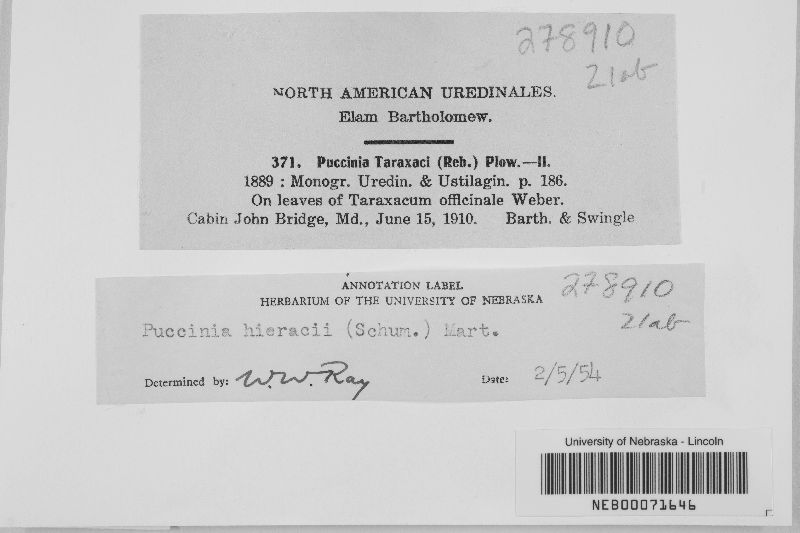 278910
21ab
NORTH AMERICAN UREDINALES.
Elam Bartholomew.
371. Puccinia Taraxaci (Reb.) Plow.—II.
1889 : Monogr. Uredin. & Ustilagin. p. 186.
On leaves of Taraxacum officinale Weber.
Cabin John Bridge, Md., June 15, 1910. Barth. & Swingle
ANNOTATION LABEL
HERBARIUM OF THE UNIVERSITY OF NEBRASKA
278910
21ab
Puccinia hieracii (Schum.) Mart.
Determined by: W.W. Ray Date: 2/5/54
University of Nebraska - Lincoln
NEB00071646